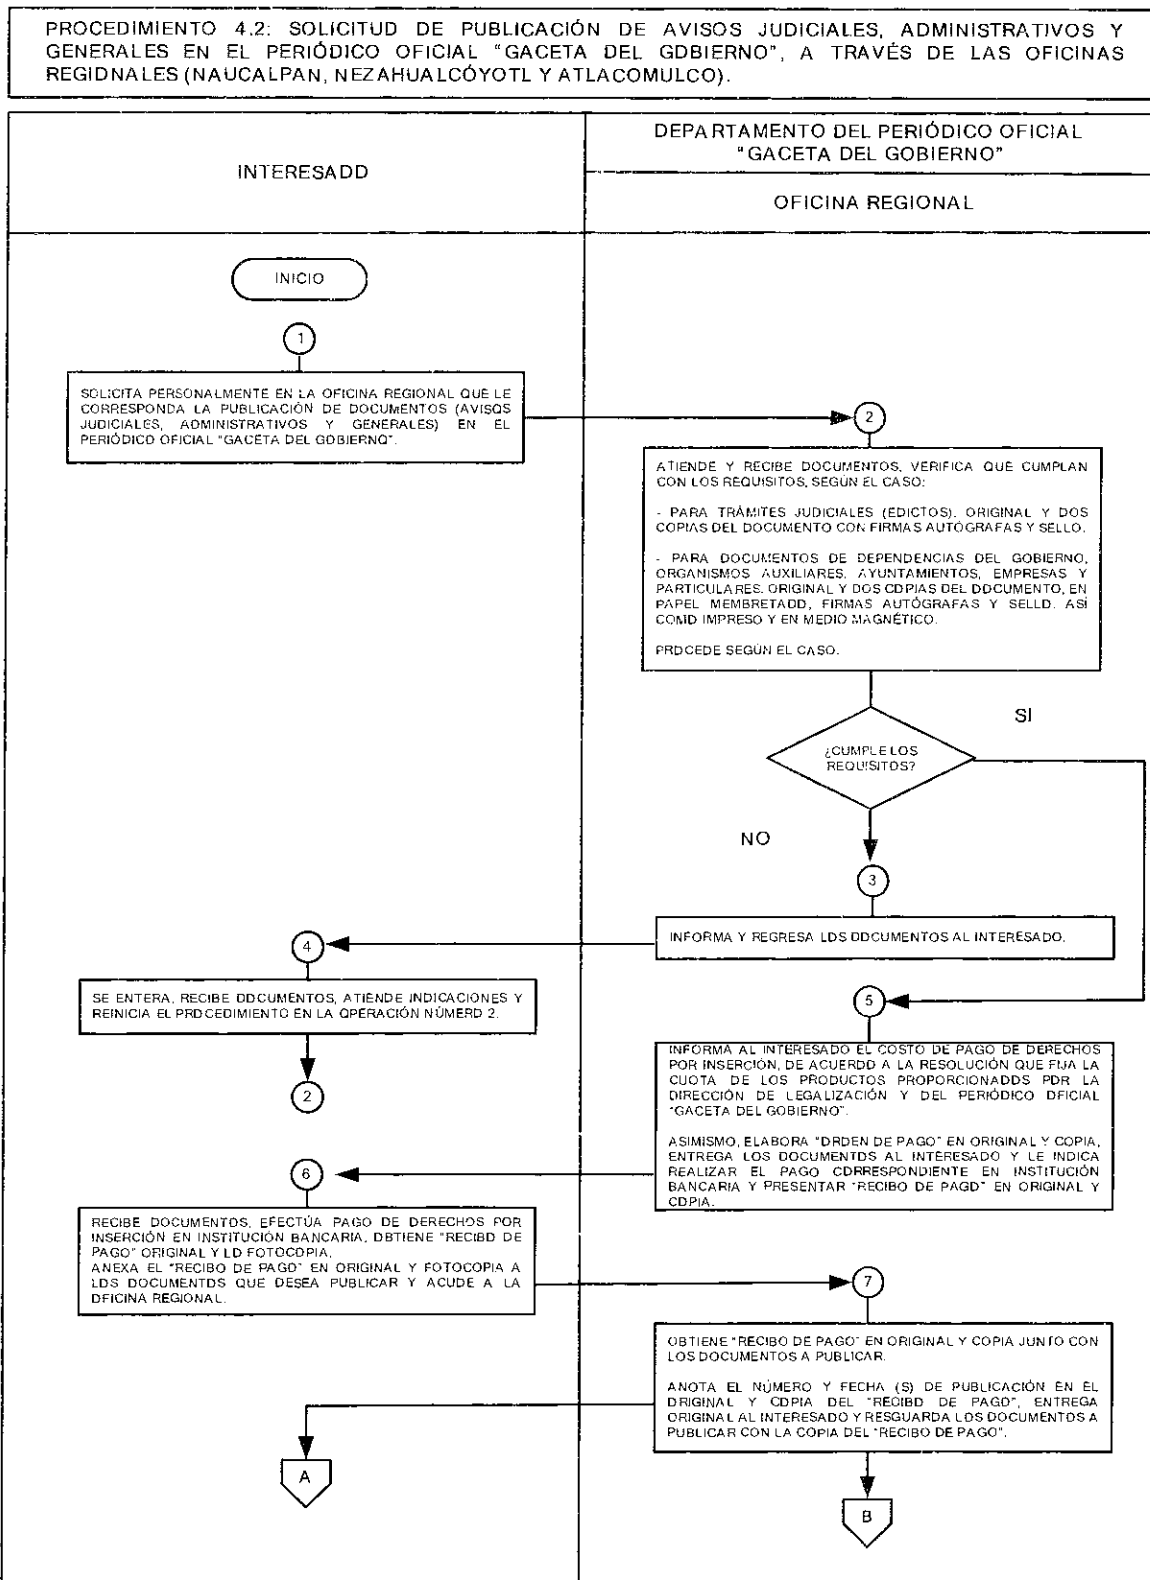 PROCEDIMIENTO 4.2: SOLICITUD DE PUBLICACIÓN DE AVISOS JUDICIALES, ADMINISTRATIVOS Y
GENERALES EN EL PERIÓDICO OFICIAL "GACETA DEL GDBIERNO", A TRAVÉS DE LAS OFICINAS
REGIDNALES (NAUCALPAN, NEZAHUALCÓYOTL Y ATLACOMULCO).
INTERESADD
DEPARTAMENTO DEL PERIÓDICO OFICIAL
"GACETA DEL GOBIERNO"
OFICINA REGIONAL
INICIO
1
SOLICITA PERSONALMENTE EN LA OFICINA REGIONAL QUE LE
CORRESPONDA LA PUBLICACIÓN DE DOCUMENTOS (AVISOS
JUDICIALES, ADMINISTRATIVOS Y GENERALES) EN EL
PERIÓDICO OFICIAL "GACETA DEL GOBIERNO".
2
ATIENDE Y RECIBE DOCUMENTOS, VERIFICA QUE CUMPLAN
CON LOS REQUISITOS, SEGÚN EL CASO:
- PARA TRÁMITES JUDICIALES (EDICTOS). ORIGINAL Y DOS
COPIAS DEL DOCUMENTO CON FIRMAS AUTÓGRAFAS Y SELLO.
- PARA DOCUMENTOS DE DEPENDENCIAS DEL GOBIERNO,
ORGANISMOS AUXILIARES, AYUNTAMIENTOS, EMPRESAS Y
PARTICULARES. ORIGINAL Y DOS CDPIAS DEL DDCUMENTO, EN
PAPEL MEMBRETADD, FIRMAS AUTÓGRAFAS Y SELLD. ASÍ
COMD IMPRESO Y EN MEDIO MAGNÉTICO.
PRDCEDE SEGÚN EL CASO.
¿CUMPLE LOS
REQUISITOS?
SI
NO
3
INFORMA Y REGRESA LDS DDCUMENTOS AL INTERESADO.
4
SE ENTERA, RECIBE DDCUMENTOS, ATIENDE INDICACIONES Y
REINICIA EL PRDCEDIMIENTO EN LA OPERACIÓN NÚMERD 2.
2
5
INFORMA AL INTERESADO EL COSTO DE PAGO DE DERECHOS
POR INSERCIÓN, DE ACUERDD A LA RESOLUCIÓN QUE FIJA LA
CUOTA DE LOS PRODUCTOS PROPORCIONADDS PDR LA
DIRECCIÓN DE LEGALIZACIÓN Y DEL PERIÓDICO DFICIAL
"GACETA DEL GOBIERNO".
ASIMISMO, ELABORA "DRDEN DE PAGO" EN ORIGINAL Y COPIA,
ENTREGA LOS DOCUMENTDS AL INTERESADO Y LE INDICA
REALIZAR EL PAGO CDRRESPONDIENTE EN INSTITUCIÓN
BANCARIA Y PRESENTAR "RECIBO DE PAGD" EN ORIGINAL Y
CDPIA.
6
RECIBE DOCUMENTOS, EFECTÚA PAGO DE DERECHOS POR
INSERCIÓN EN INSTITUCIÓN BANCARIA, DBTIENE "RECIBD DE
PAGO" ORIGINAL Y LD FOTOCOPIA,
ANEXA EL "RECIBO DE PAGO" EN ORIGINAL Y FOTOCOPIA A
LDS DOCUMENTDS QUE DESEA PUBLICAR Y ACUDE A LA
DFICINA REGIONAL.
7
OBTIENE "RECIBO DE PAGO" EN ORIGINAL Y COPIA JUNTO CON
LOS DOCUMENTOS A PUBLICAR.
ANOTA EL NÚMERO Y FECHA (S) DE PUBLICACIÓN EN EL
DRIGINAL Y CDPIA DEL "RECIBD DE PAGO", ENTREGA
ORIGINAL AL INTERESADO Y RESGUARDA LOS DOCUMENTOS A
PUBLICAR CON LA COPIA DEL "RECIBO DE PAGO".
A
B